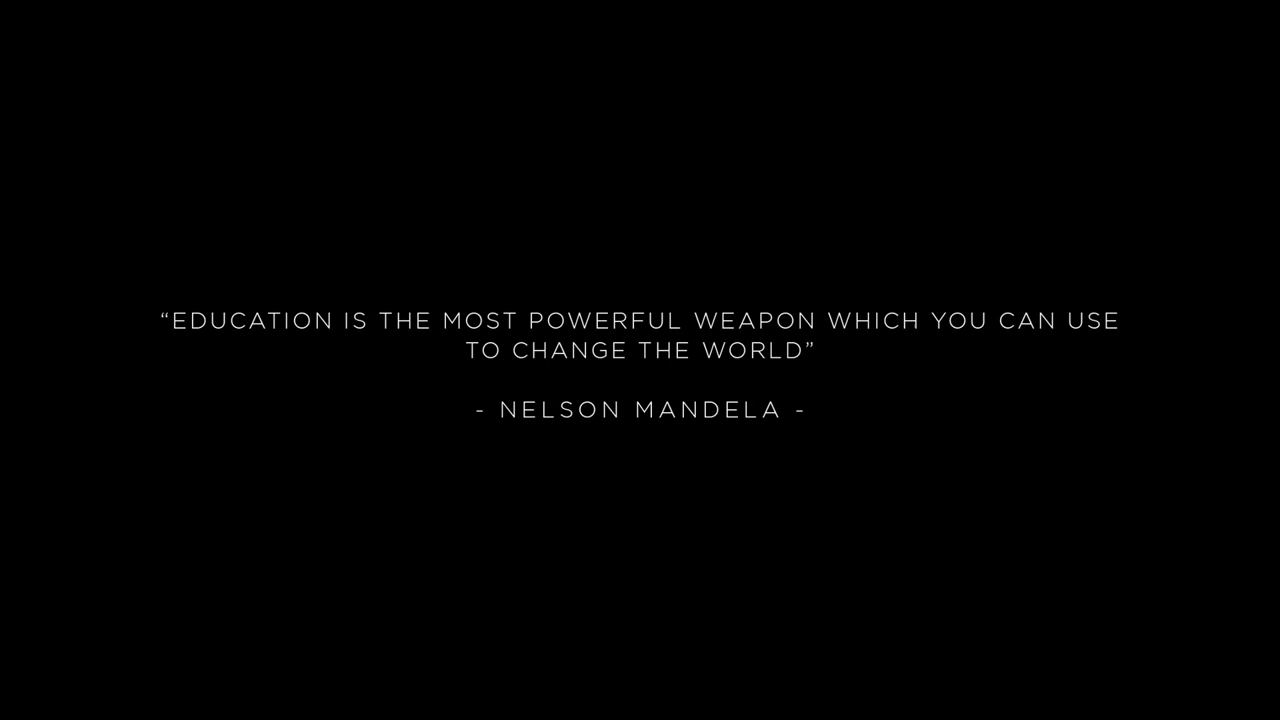 “EDUCATION IS THE MOST POWERFUL WEAPON WHICH YOU CAN USE
TO CHANGE THE WORLD”
- NELSON MANDELA -